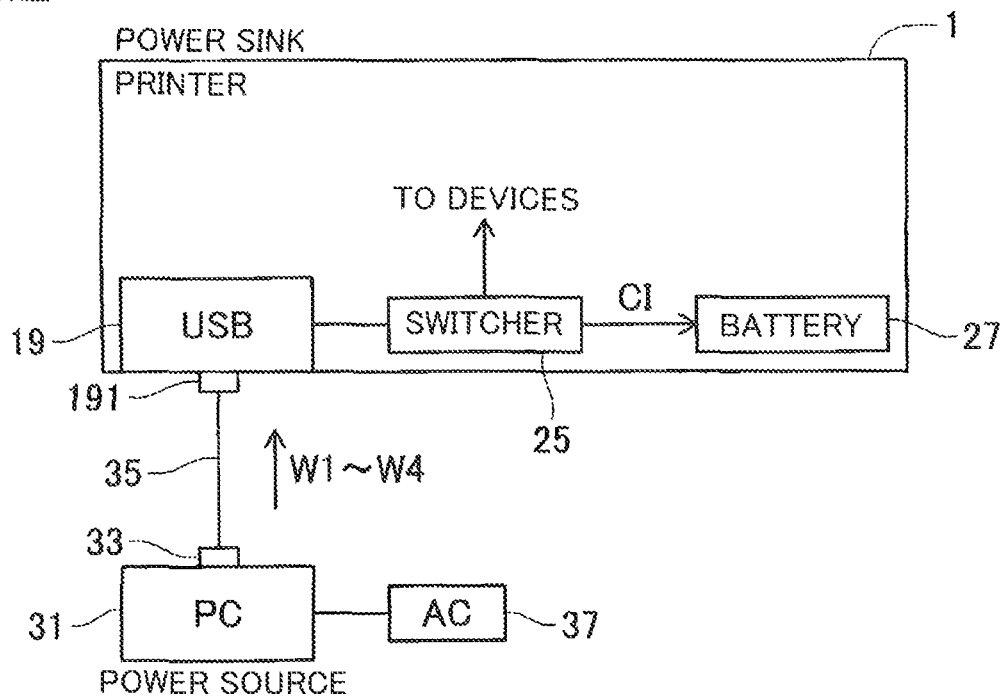 POWER SINK
1
PRINTER
TO DEVICES
19
USB
SWITCHER
CI
BATTERY
27
191
25
35
W1～W4
33
31
PC
AC
37
POWER SOURCE